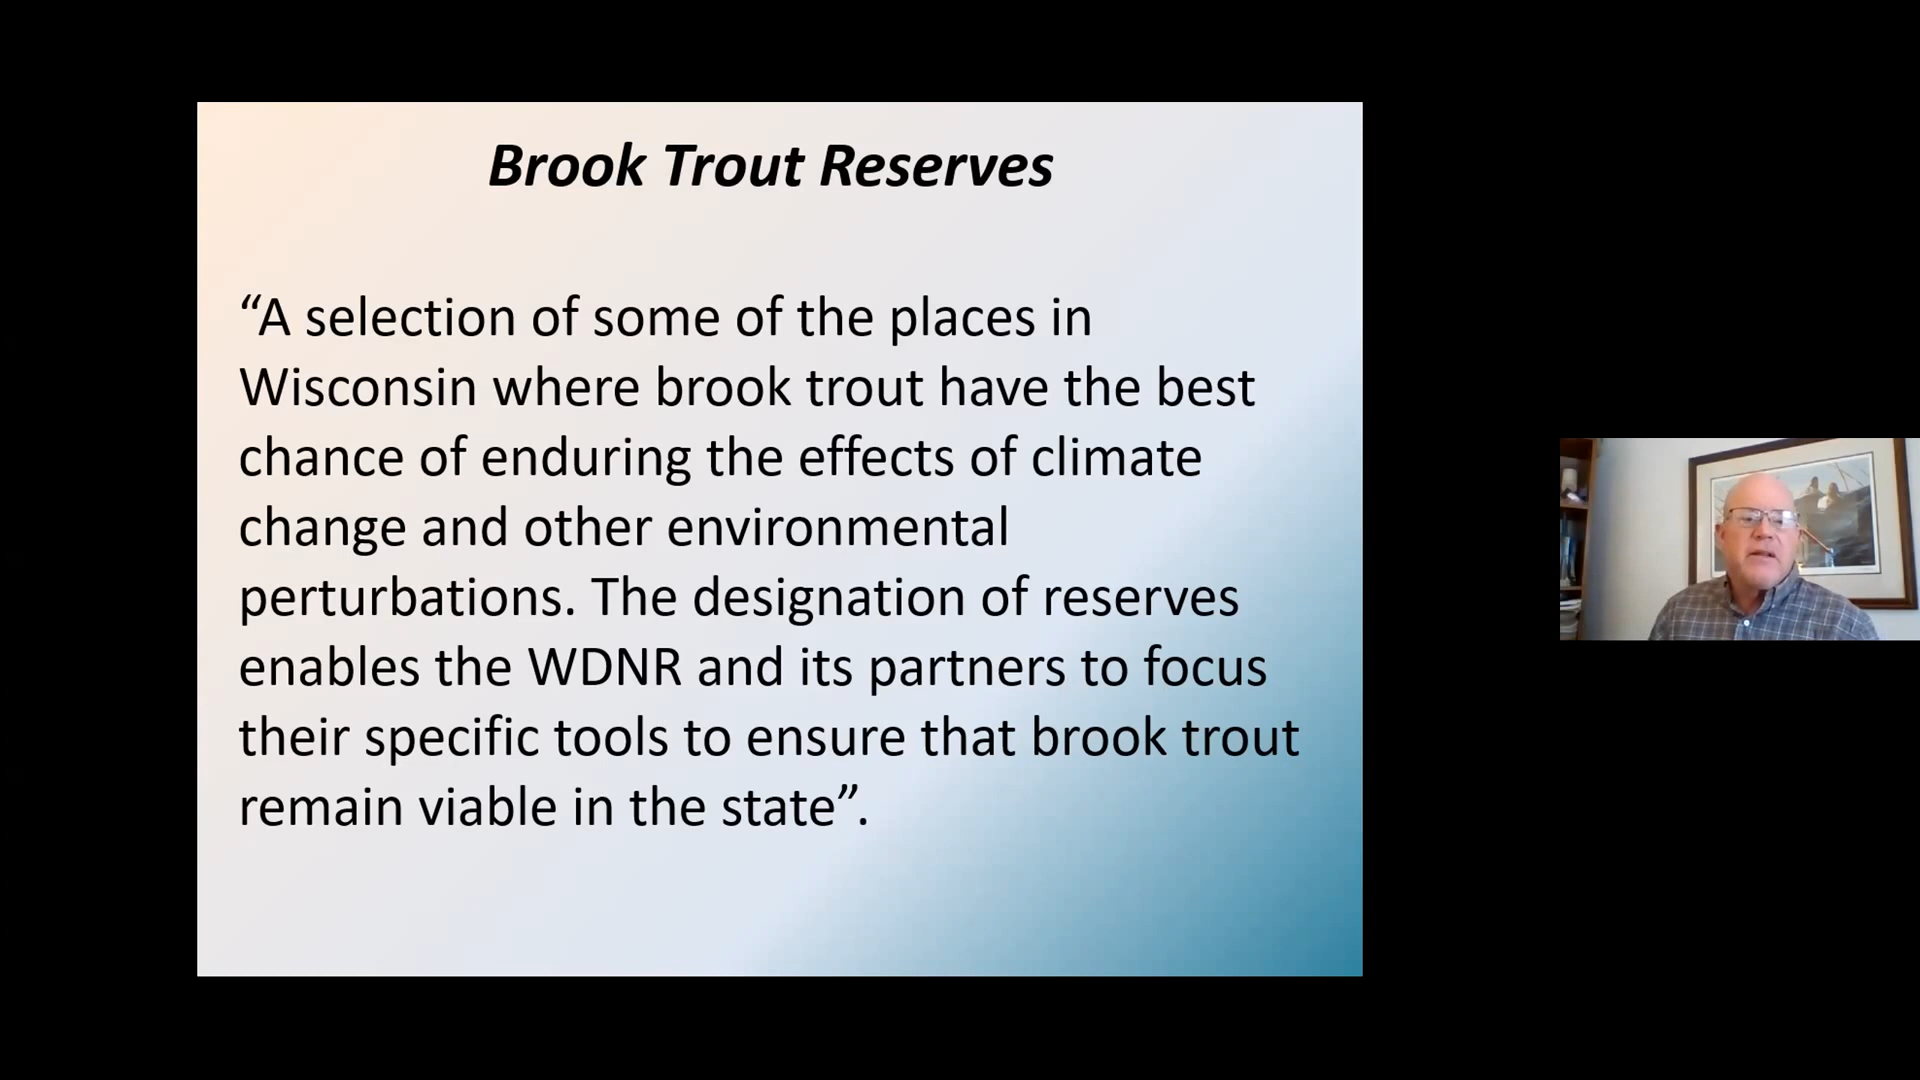 Brook Trout Reserves
“A selection of some of the places in
Wisconsin where brook trout have the best
chance of enduring the effects of climate
change and other environmental
perturbations. The designation of reserves
enables the WDNR and its partners to focus
their specific tools to ensure that brook trout
remain viable in the state”.